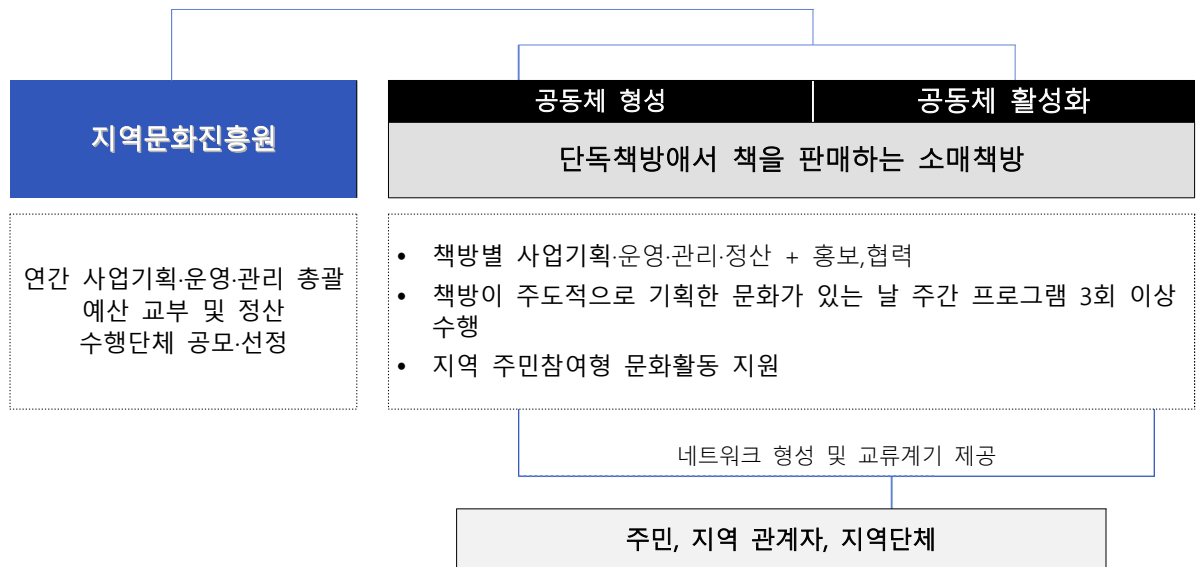 지역문화진흥원
연간 사업기획·운영·관리 총괄
예산 교부 및 정산
수행단체 공모·선정
공동체 형성
공동체 활성화
단독책방애서 책을 판매하는 소매책방
• 책방별 사업기획·운영·관리·정산 + 홍보,협력
• 책방이 주도적으로 기획한 문화가 있는 날 주간 프로그램 3회 이상
수행
• 지역 주민참여형 문화활동 지원
네트워크 형성 및 교류계기 제공
주민, 지역 관계자, 지역단체